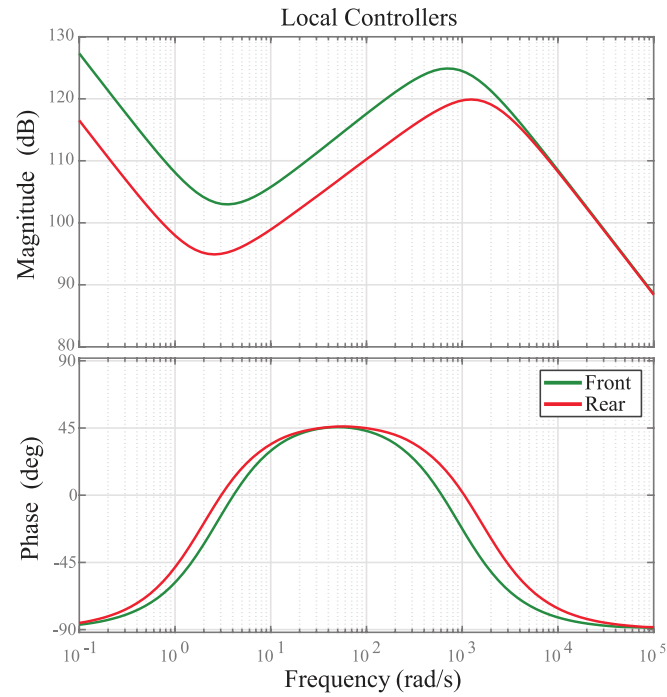 Local Controllers
130
120
110
100
90
80
Magnitude (dB)
90
45
0
-45
-90
Phase (deg)
Front
Rear
10^-1 10^0 10^1 10^2 10^3 10^4 10^5
Frequency (rad/s)